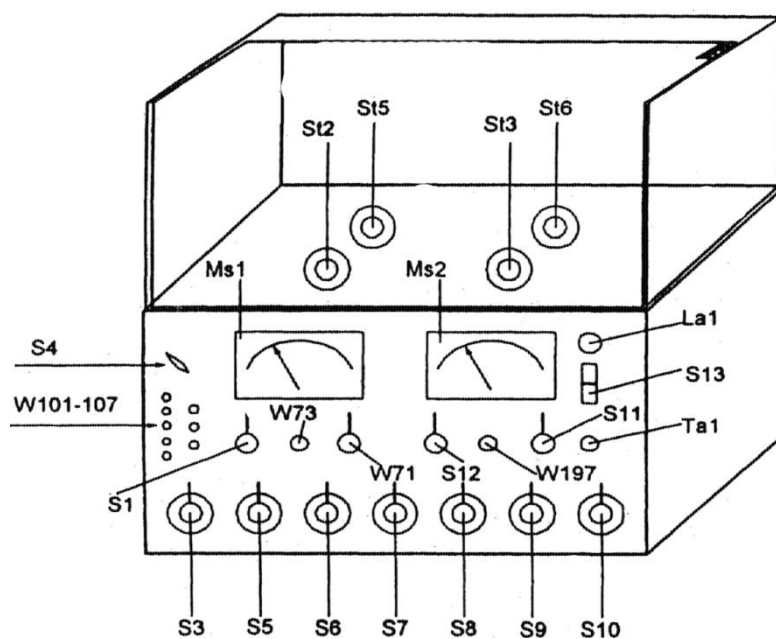 St5
St6
St2
St3
Ms1
Ms2
La1
S4
S13
W101-107
W73
S11
Ta1
W71
S12
W197
S1
S3
S5
S6
S7
S8
S9
S10